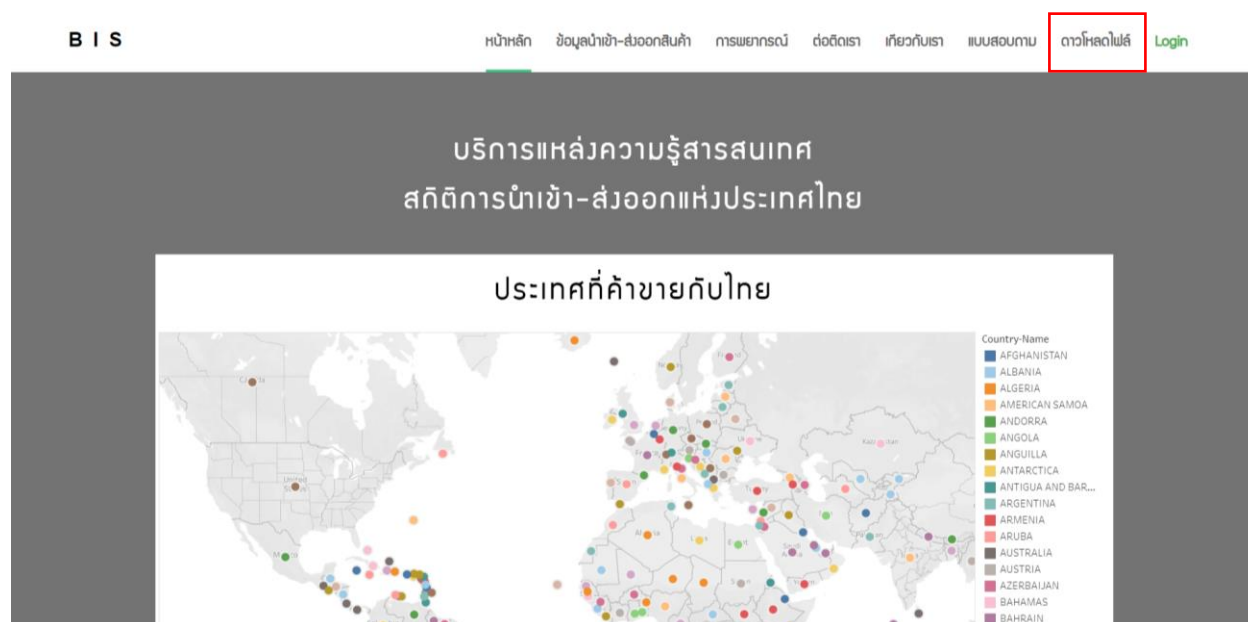 BIS
หน้าหลัก ข้อมูลนำเข้า-ส่งออกสินค้า การพยากรณ์ ต่อติดเรา เกียวกับเรา แบบสอบถาม ดาวโหลดไฟล์ Login
บริการแหล่งความรู้สารสนเทศ
สถิติการนำเข้า-ส่งออกแห่งประเทศไทย
ประเทศที่ค้าขายกับไทย
Country-Name
AFGHANISTAN
ALBANIA
ALGERIA
AMERICAN SAMOA
ANDORRA
ANGOLA
ANGUILLA
ANTARCTICA
ANTIGUA AND BAR...
ARGENTINA
ARMENIA
ARUBA
AUSTRALIA
AUSTRIA
AZERBAIJAN
BAHAMAS
BAHRAIN